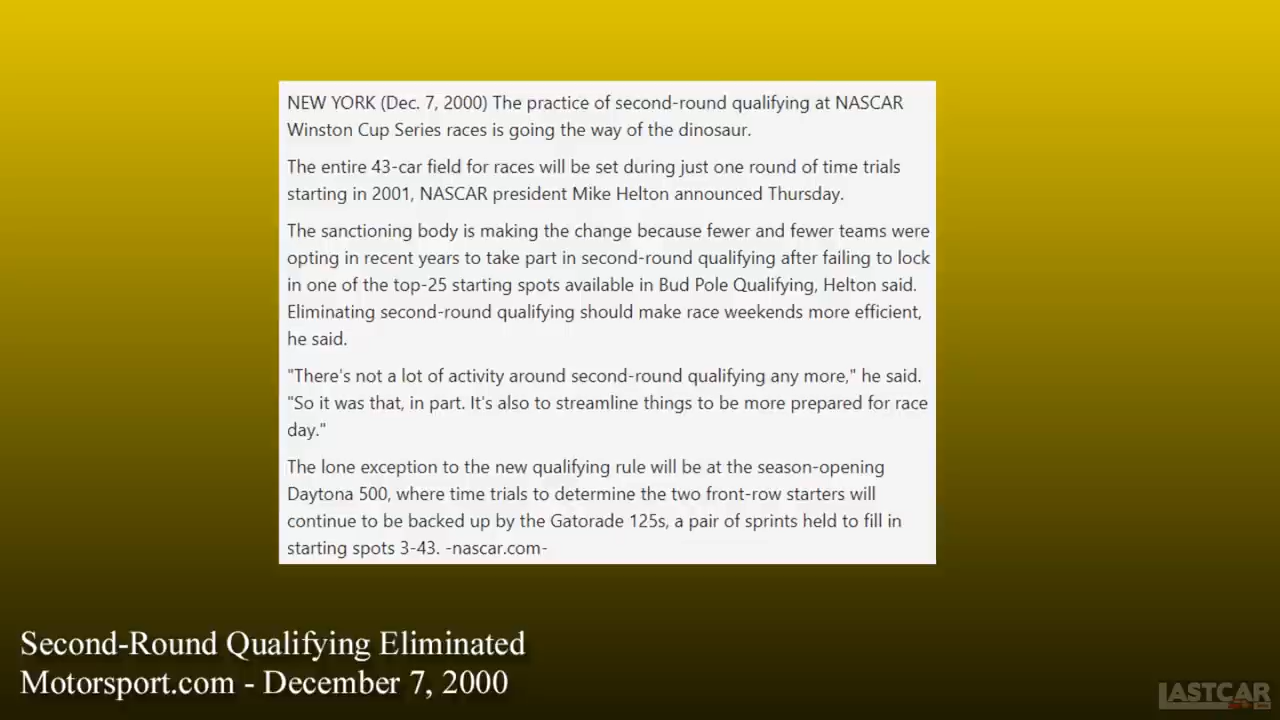 NEW YORK (Dec. 7, 2000) The practice of second-round qualifying at NASCAR
Winston Cup Series races is going the way of the dinosaur.
The entire 43-car field for races will be set during just one round of time trials
starting in 2001, NASCAR president Mike Helton announced Thursday.
The sanctioning body is making the change because fewer and fewer teams were
opting in recent years to take part in second-round qualifying after failing to lock
in one of the top-25 starting spots available in Bud Pole Qualifying, Helton said.
Eliminating second-round qualifying should make race weekends more efficient,
he said.
"There's not a lot of activity around second-round qualifying any more," he said.
"So it was that, in part. It's also to streamline things to be more prepared for race
day."
The lone exception to the new qualifying rule will be at the season-opening
Daytona 500, where time trials to determine the two front-row starters will
continue to be backed up by the Gatorade 125s, a pair of sprints held to fill in
starting spots 3-43. -nascar.com-
Second-Round Qualifying Eliminated
Motorsport.com - December 7, 2000
LASTCAR